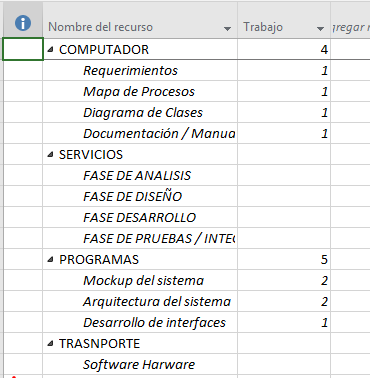 Nombre del recurso Trabajo gregar r
COMPUTADOR 4
Requerimientos 1
Mapa de Procesos 1
Diagrama de Clases 1
Documentación / Manua 1
SERVICIOS
FASE DE ANALISIS
FASE DE DISEÑO
FASE DESARROLLO
FASE DE PRUEBAS / INTEG
PROGRAMAS 5
Mockup del sistema 2
Arquitectura del sistema 2
Desarrollo de interfaces 1
TRASNPORTE
Software Harware